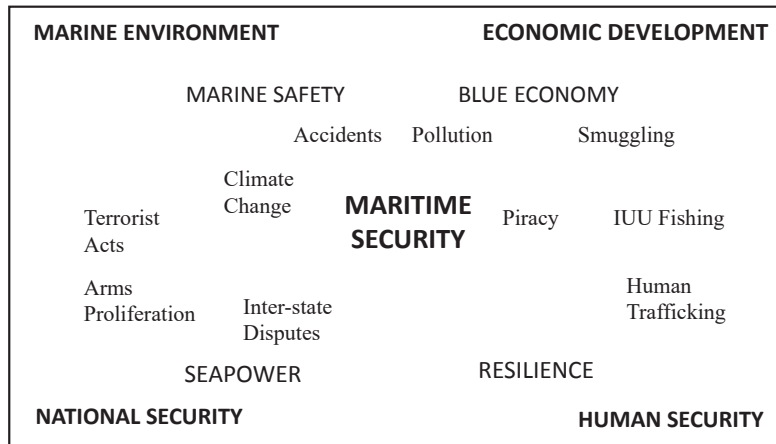 MARINE ENVIRONMENT
ECONOMIC DEVELOPMENT
MARINE SAFETY
BLUE ECONOMY
Accidents
Pollution
Smuggling
Climate
Change
MARITIME
SECURITY
Terrorist
Acts
Piracy
IUU Fishing
Arms
Proliferation
Inter-state
Disputes
Human
Trafficking
SEAPOWER
RESILIENCE
NATIONAL SECURITY
HUMAN SECURITY